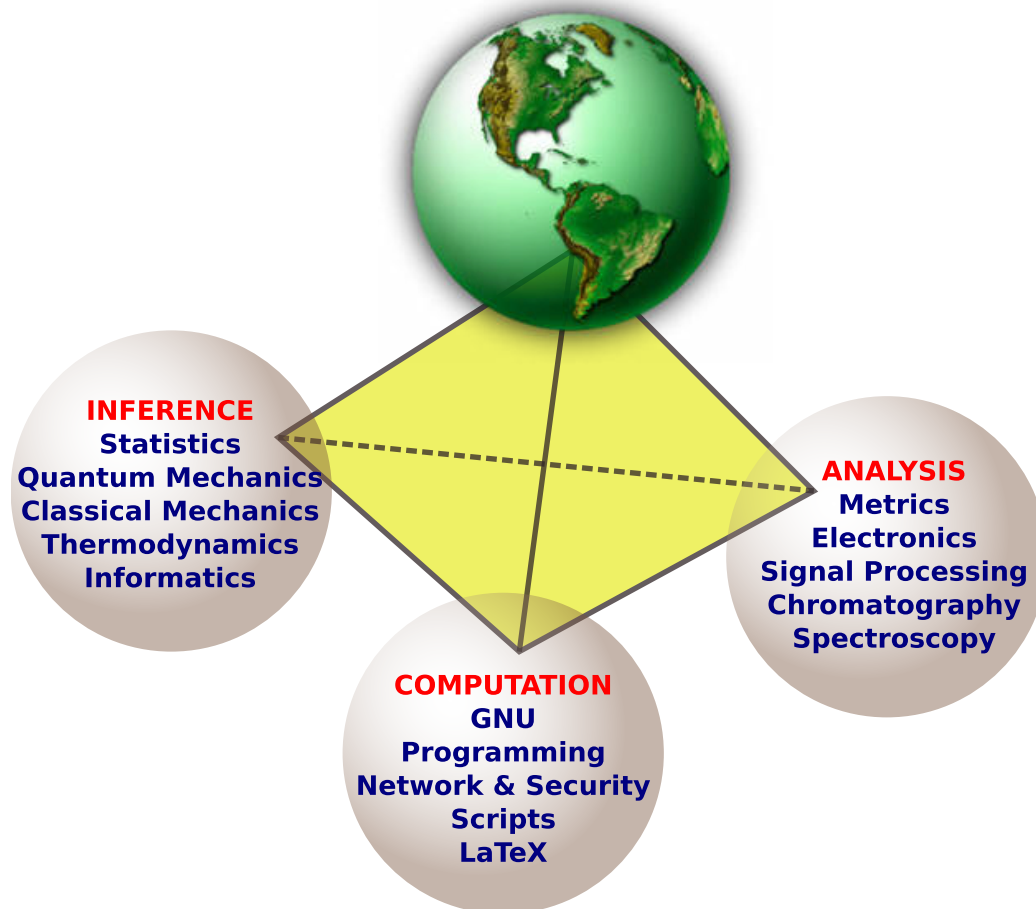 INFERENCE
Statistics
Quantum Mechanics
Classical Mechanics
Thermodynamics
Informatics
ANALYSIS
Metrics
Electronics
Signal Processing
Chromatography
Spectroscopy
COMPUTATION
GNU
Programming
Network & Security
Scripts
LaTeX